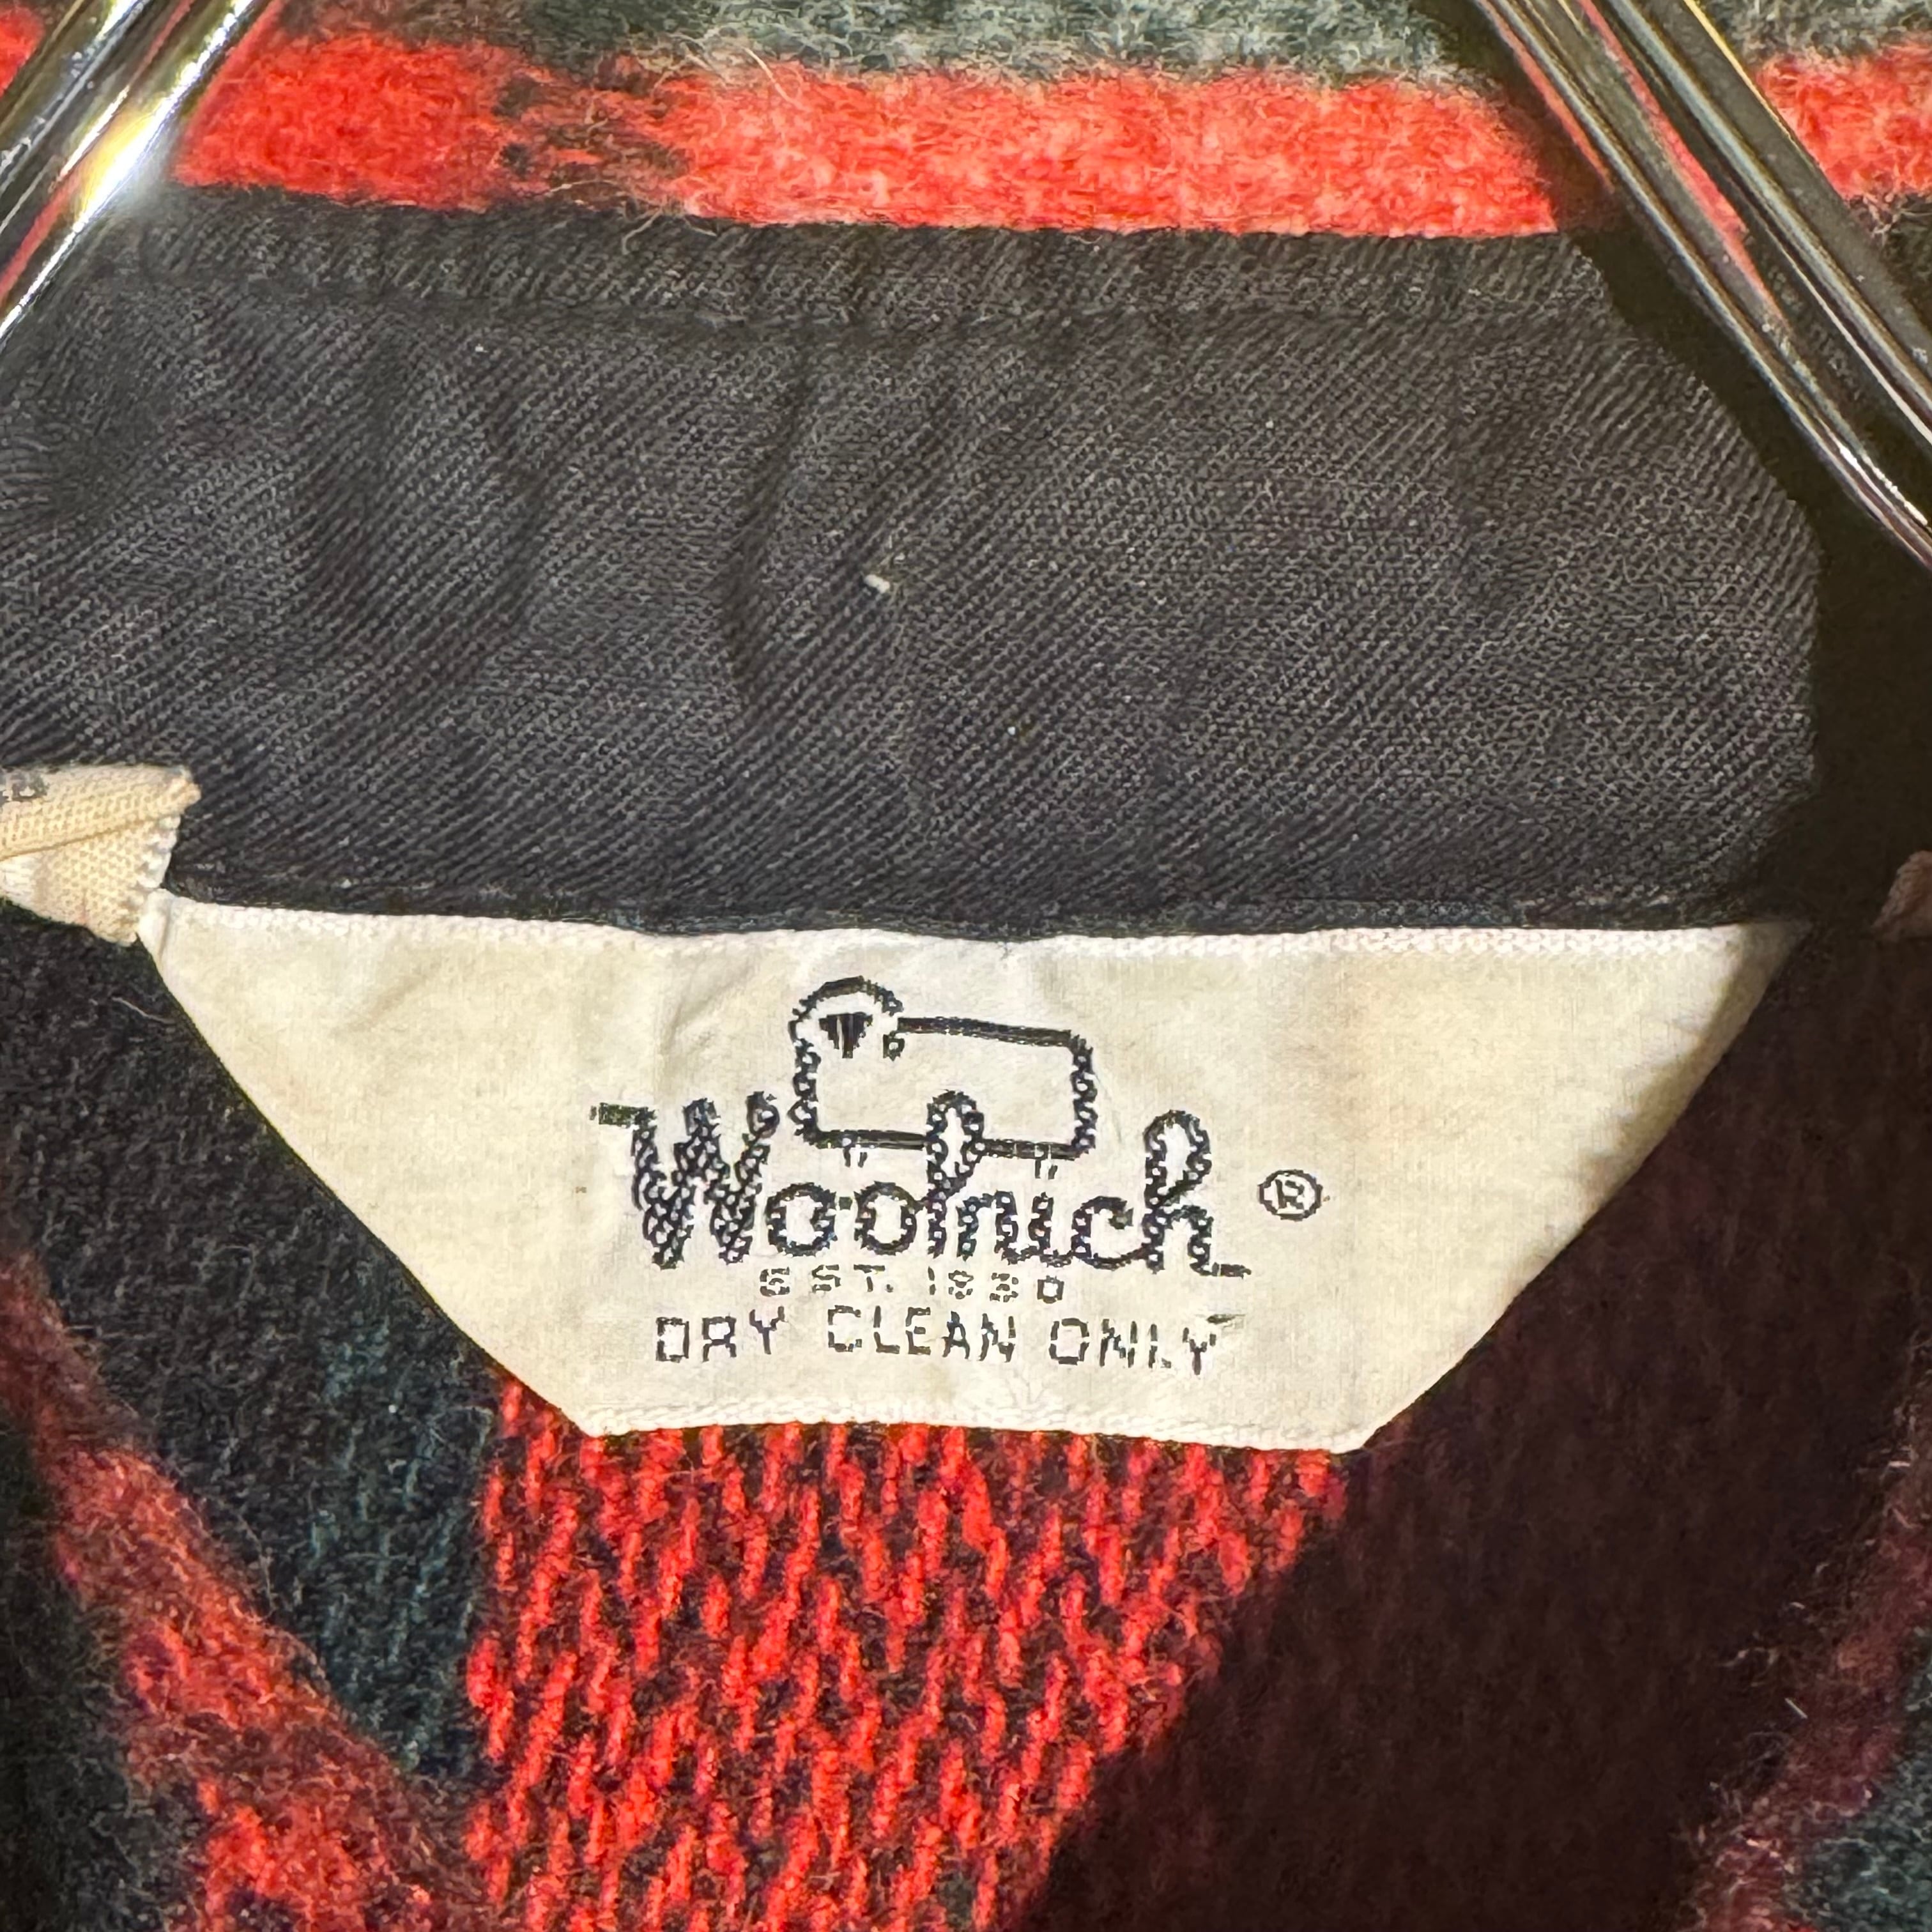 Woolrich ®
EST. 1830
DRY CLEAN ONLY